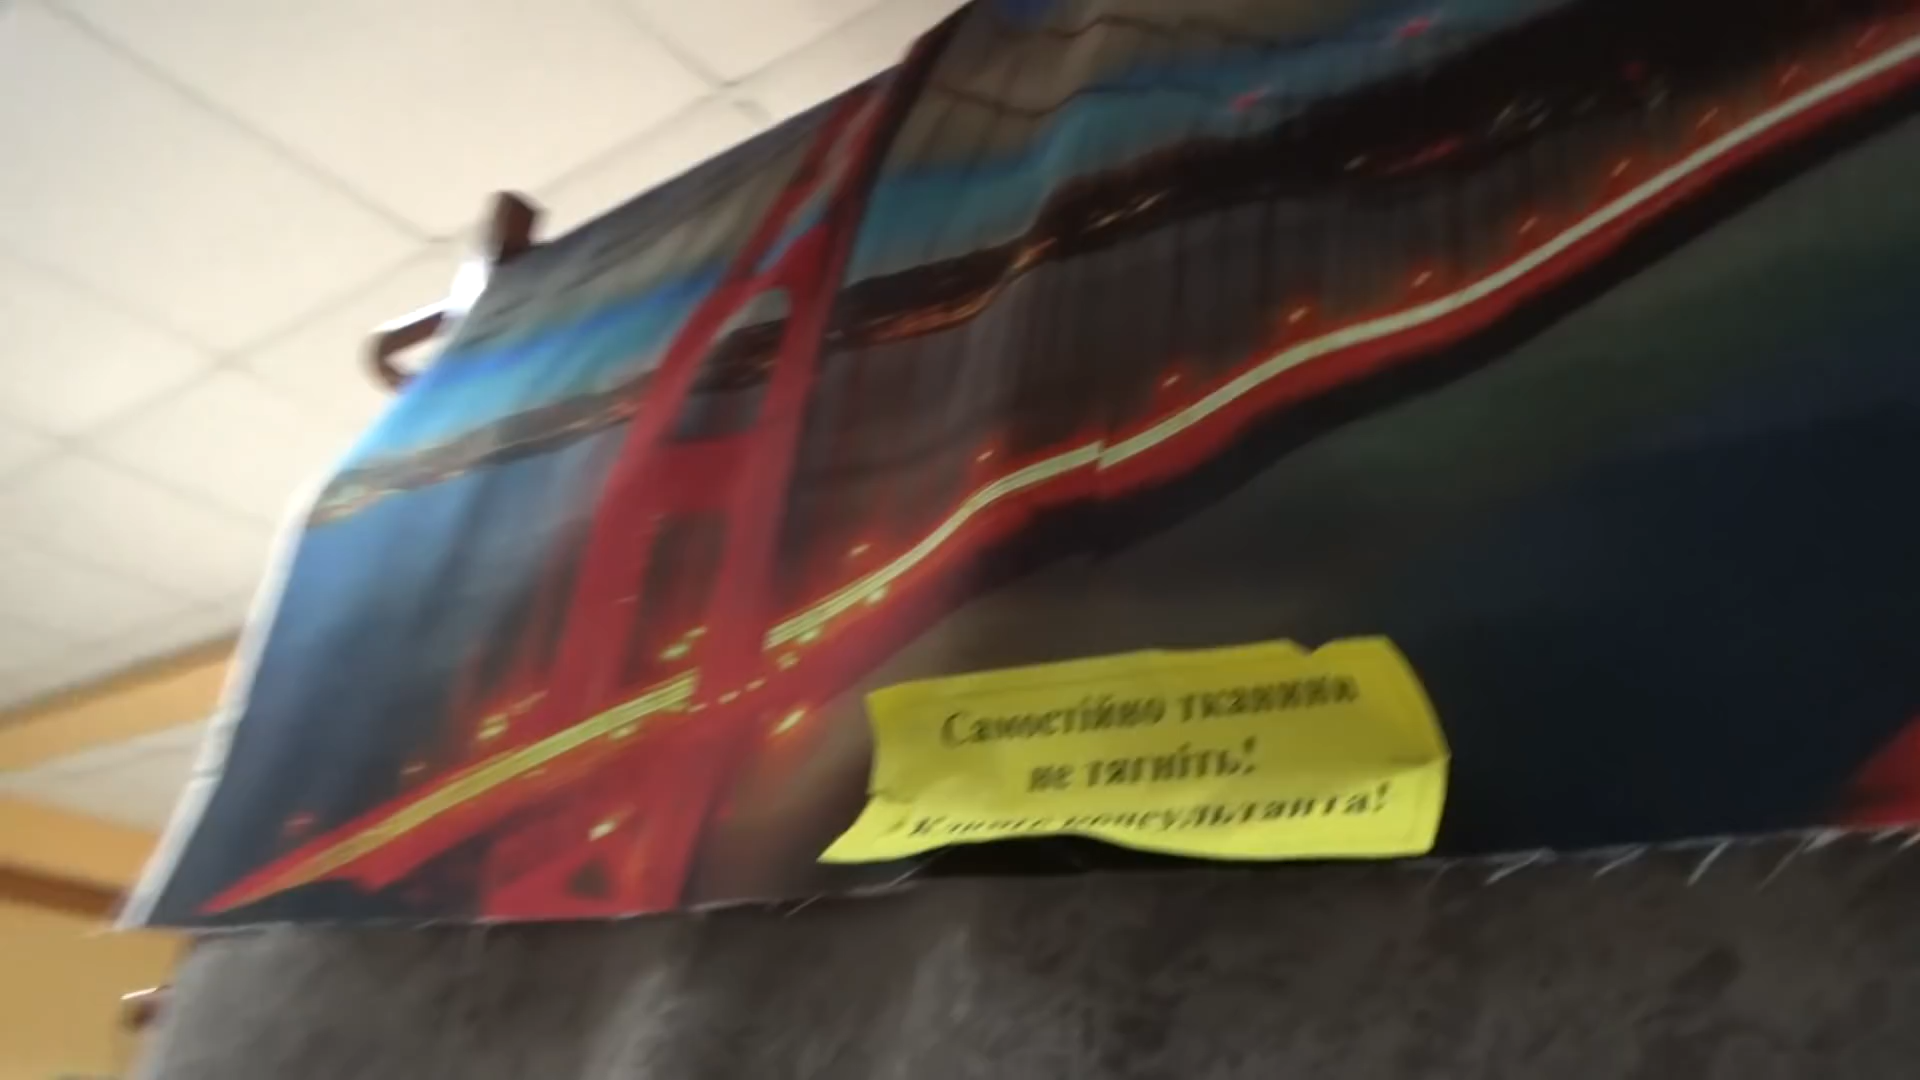 Самостійно тканини
не тягніть!
консультанта!